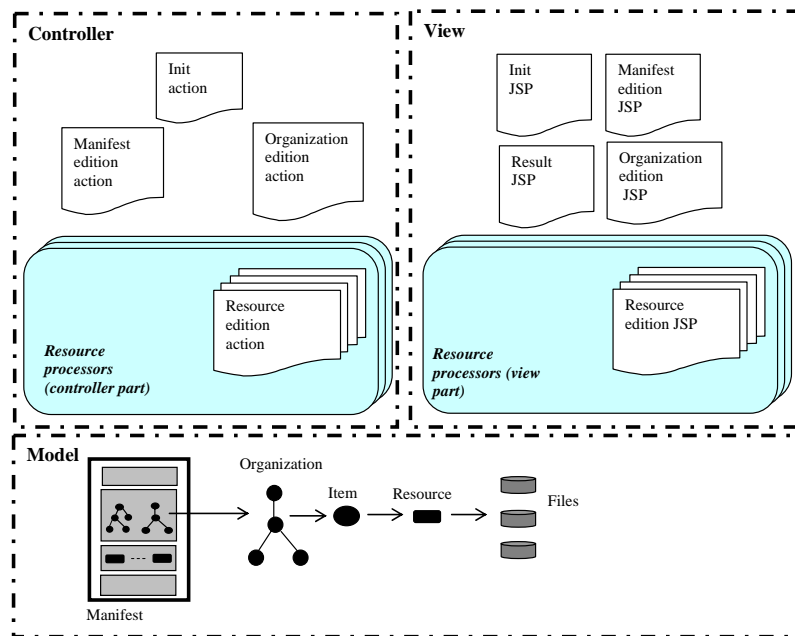 Controller
Init
action
Manifest
edition
action
Organization
edition
action
Resource
edition
action
Resource
processors
(controller part)
View
Init
JSP
Manifest
edition
JSP
Result
JSP
Organization
edition
JSP
Resource
edition JSP
Resource
processors (view
part)
Model
Organization
Item
Resource
Files
Manifest